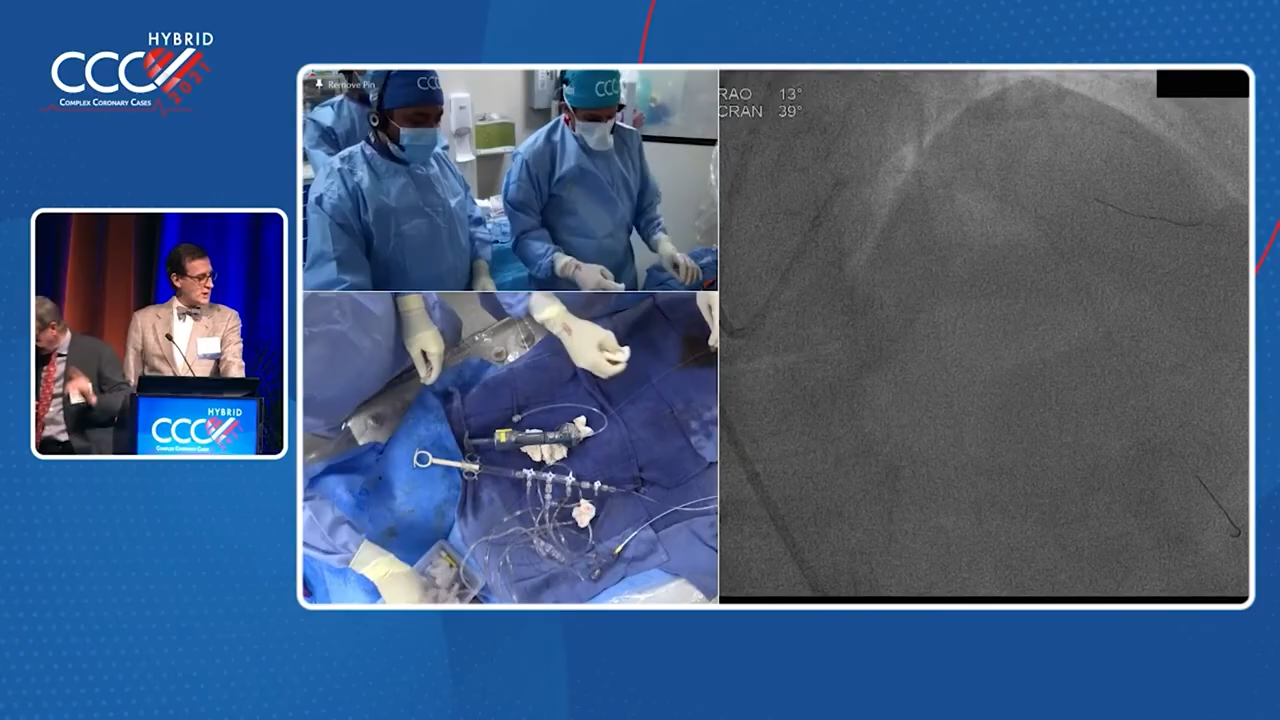 HYBRID
CCC
2021
COMPLEX CORONARY CASES
Remove Pin
CCC
CCC
RAO 13°
CRAN 39°
HYBRID
CCC
COMPLEX CORONARY CASES